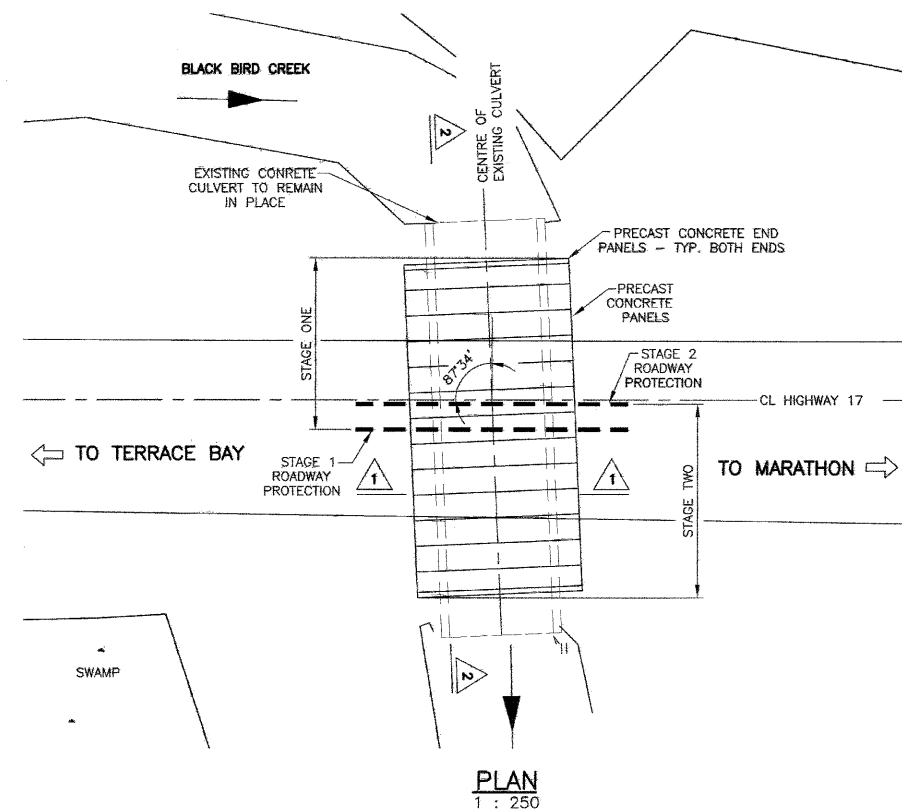 BLACK BIRD CREEK
2
CENTRE OF
EXISTING CULVERT
EXISTING CONRETE
CULVERT TO REMAIN
IN PLACE
PRECAST CONCRETE END
PANELS - TYP. BOTH ENDS
PRECAST
CONCRETE
PANELS
STAGE ONE
87°34'
STAGE 2
ROADWAY
PROTECTION
CL HIGHWAY 17
TO TERRACE BAY
STAGE 1
ROADWAY
PROTECTION
1
1
TO MARATHON
STAGE TWO
SWAMP
2
PLAN
1 : 250